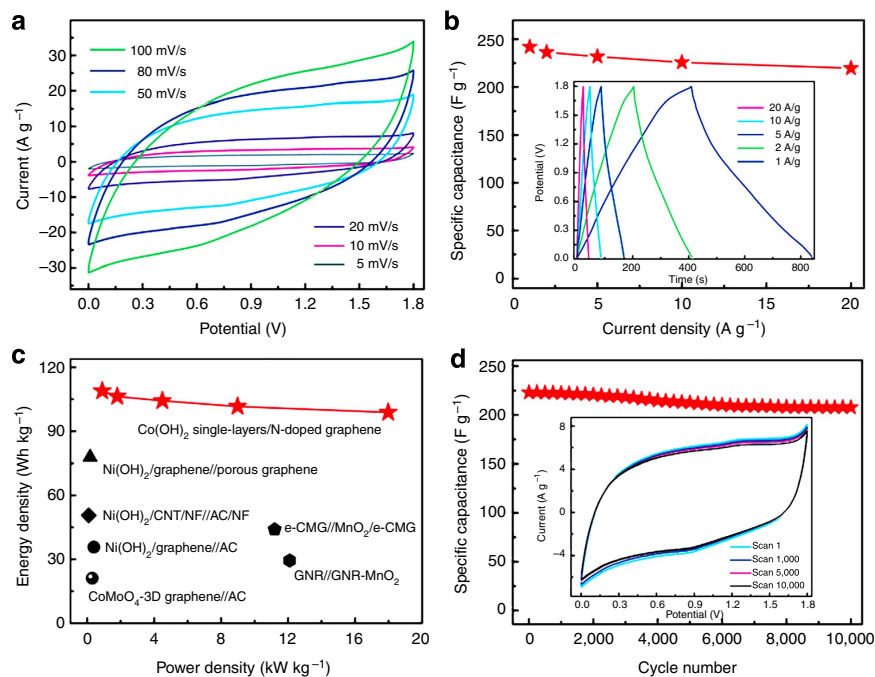 a
100 mV/s
80 mV/s
50 mV/s
20 mV/s
10 mV/s
5 mV/s
Current (A g⁻¹)
30
20
10
0
−10
−20
−30
0.0 0.3 0.6 0.9 1.2 1.5 1.8
Potential (V)
b
Specific capacitance (F g⁻¹)
250
200
150
100
50
0
0 5 10 15 20
Current density (A g⁻¹)
Potential (V)
1.8
1.5
1.2
0.9
0.6
0.3
0.0
20 A/g
10 A/g
5 A/g
2 A/g
1 A/g
0 200 400 600 800
Time (s)
c
Energy density (Wh kg⁻¹)
120
90
60
30
0
Co(OH)₂ single-layers/N-doped graphene
Ni(OH)₂/graphene//porous graphene
Ni(OH)₂/CNT/NF//AC/NF
e-CMG//MnO₂/e-CMG
Ni(OH)₂/graphene//AC
GNR//GNR-MnO₂
CoMoO₄-3D graphene//AC
0 4 8 12 16 20
Power density (kW kg⁻¹)
d
Specific capacitance (F g⁻¹)
250
200
150
100
50
0
0 2,000 4,000 6,000 8,000 10,000
Cycle number
Current (A g⁻¹)
8
4
0
−4
Scan 1
Scan 1,000
Scan 5,000
Scan 10,000
0.0 0.3 0.6 0.9 1.2 1.5 1.8
Potential (V)